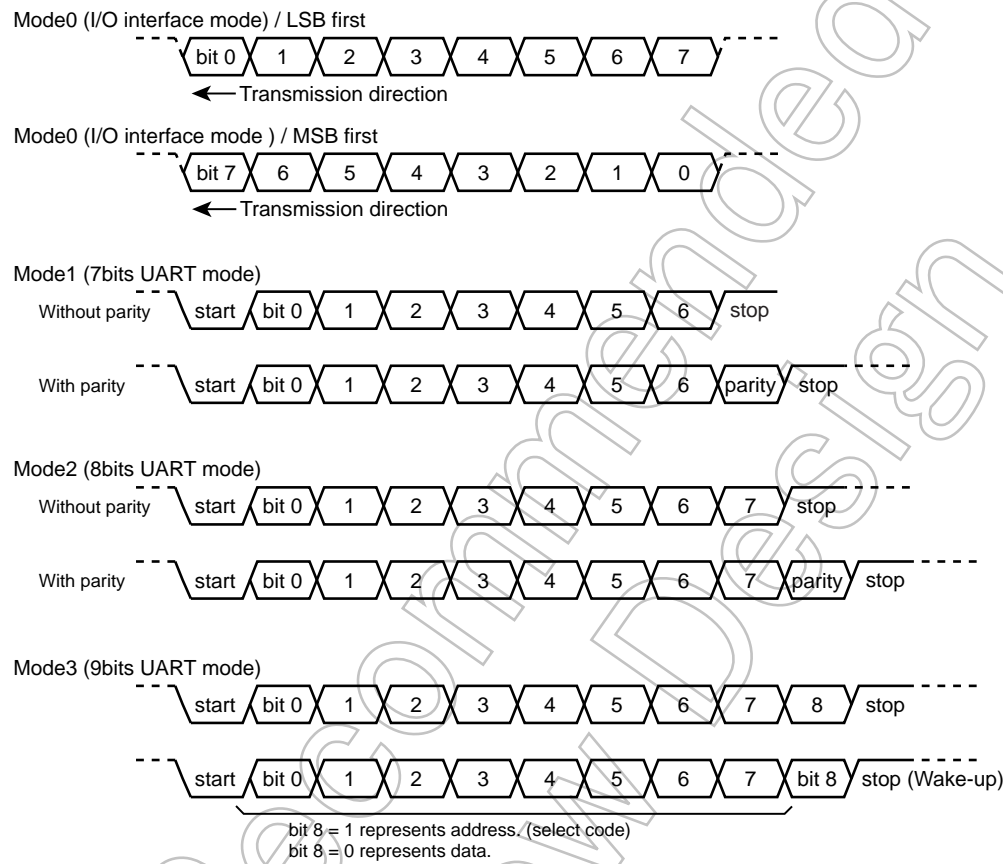 Mode0 (I/O interface mode) / LSB first
bit 0 1 2 3 4 5 6 7
Transmission direction
Mode0 (I/O interface mode ) / MSB first
bit 7 6 5 4 3 2 1 0
Transmission direction
Mode1 (7bits UART mode)
Without parity start bit 0 1 2 3 4 5 6 stop
With parity start bit 0 1 2 3 4 5 6 parity stop
Mode2 (8bits UART mode)
Without parity start bit 0 1 2 3 4 5 6 7 stop
With parity start bit 0 1 2 3 4 5 6 7 parity stop
Mode3 (9bits UART mode)
start bit 0 1 2 3 4 5 6 7 8 stop
start bit 0 1 2 3 4 5 6 7 bit 8 stop (Wake-up)
bit 8 = 1 represents address. (select code)
bit 8 = 0 represents data.